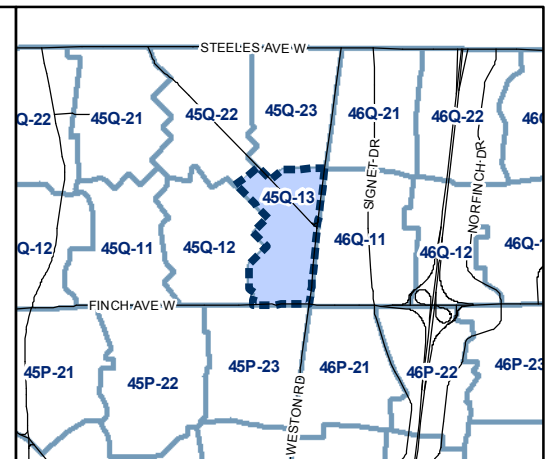 STEELES AVE W
Q-22
45Q-21
45Q-22
45Q-23
46Q-21
46Q-22
SIGNET DR
NORFINCH DR
45Q-13
Q-12
45Q-11
45Q-12
46Q-11
46Q-12
FINCH AVE W
45P-21
45P-22
45P-23
46P-21
46P-22
46P-23
WESTON RD